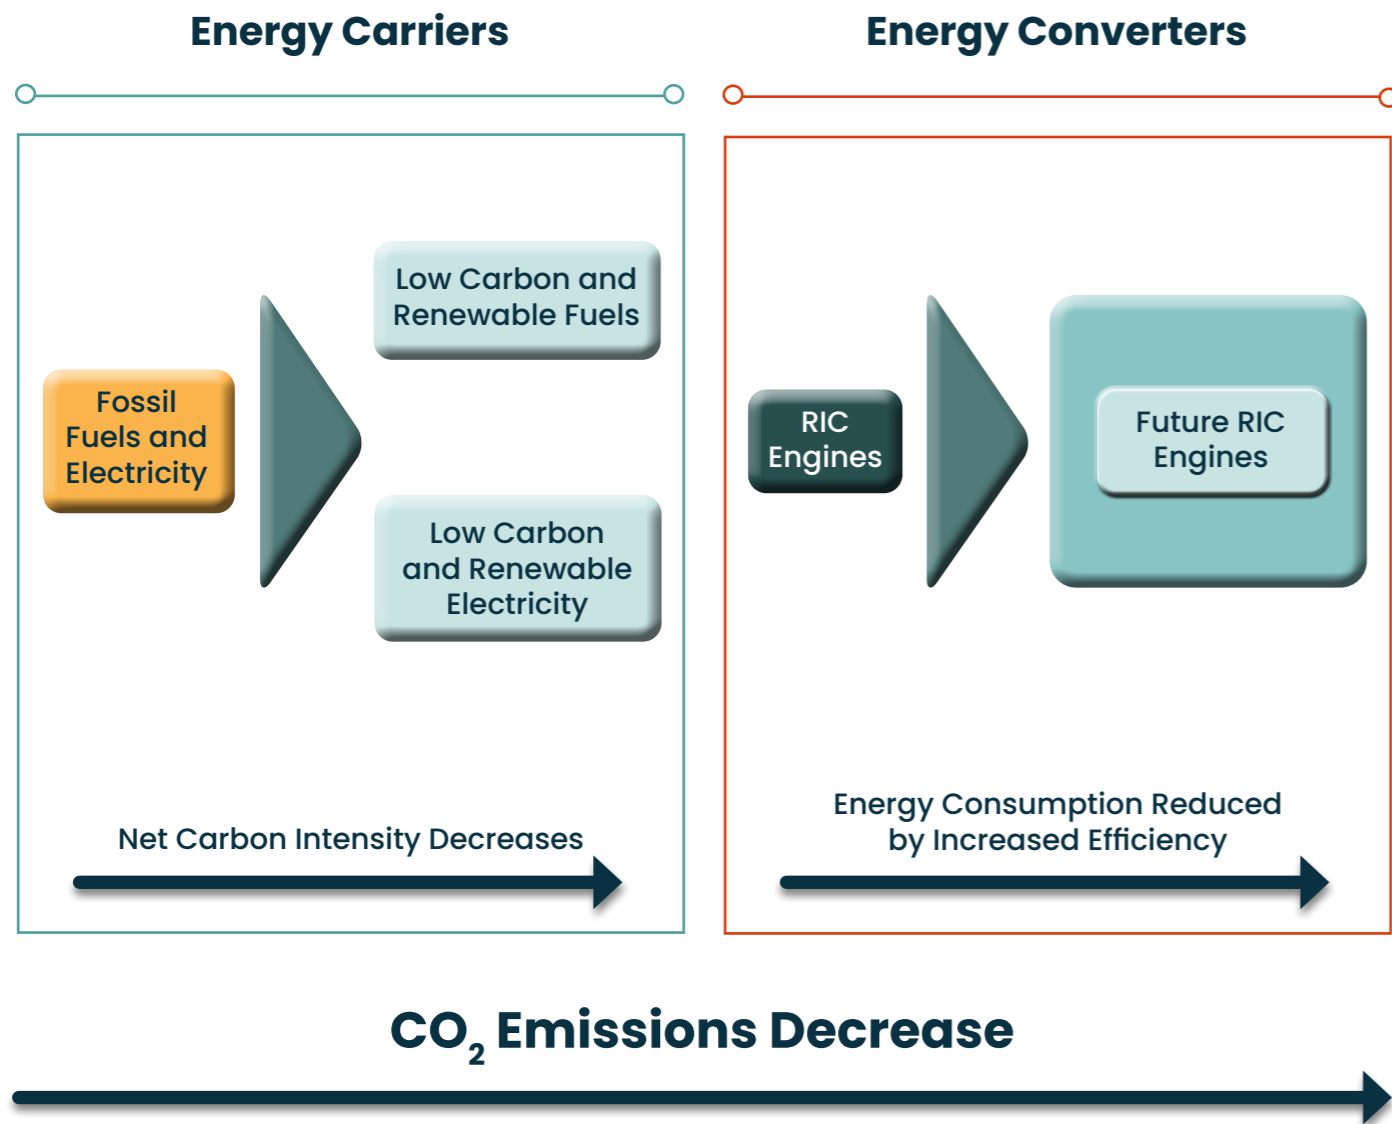 Energy Carriers
Low Carbon and
Renewable Fuels
Fossil
Fuels and
Electricity
Low Carbon
and Renewable
Electricity
Net Carbon Intensity Decreases
Energy Converters
RIC
Engines
Future RIC
Engines
Energy Consumption Reduced
by Increased Efficiency
CO₂ Emissions Decrease